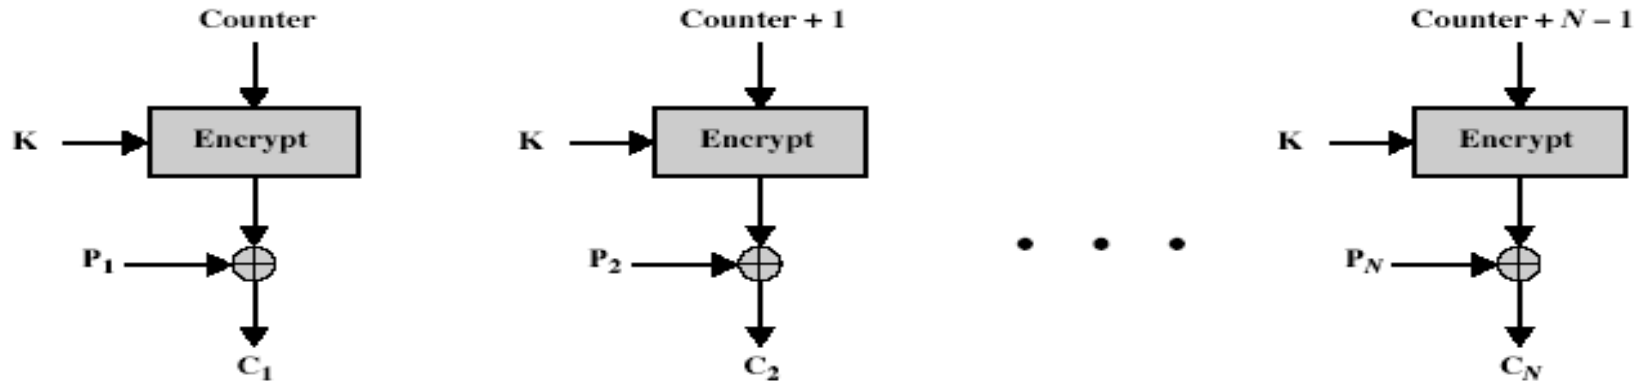 Counter Counter + 1 Counter + N – 1
K Encrypt K Encrypt K Encrypt
P1 P2 PN
C1 C2 CN